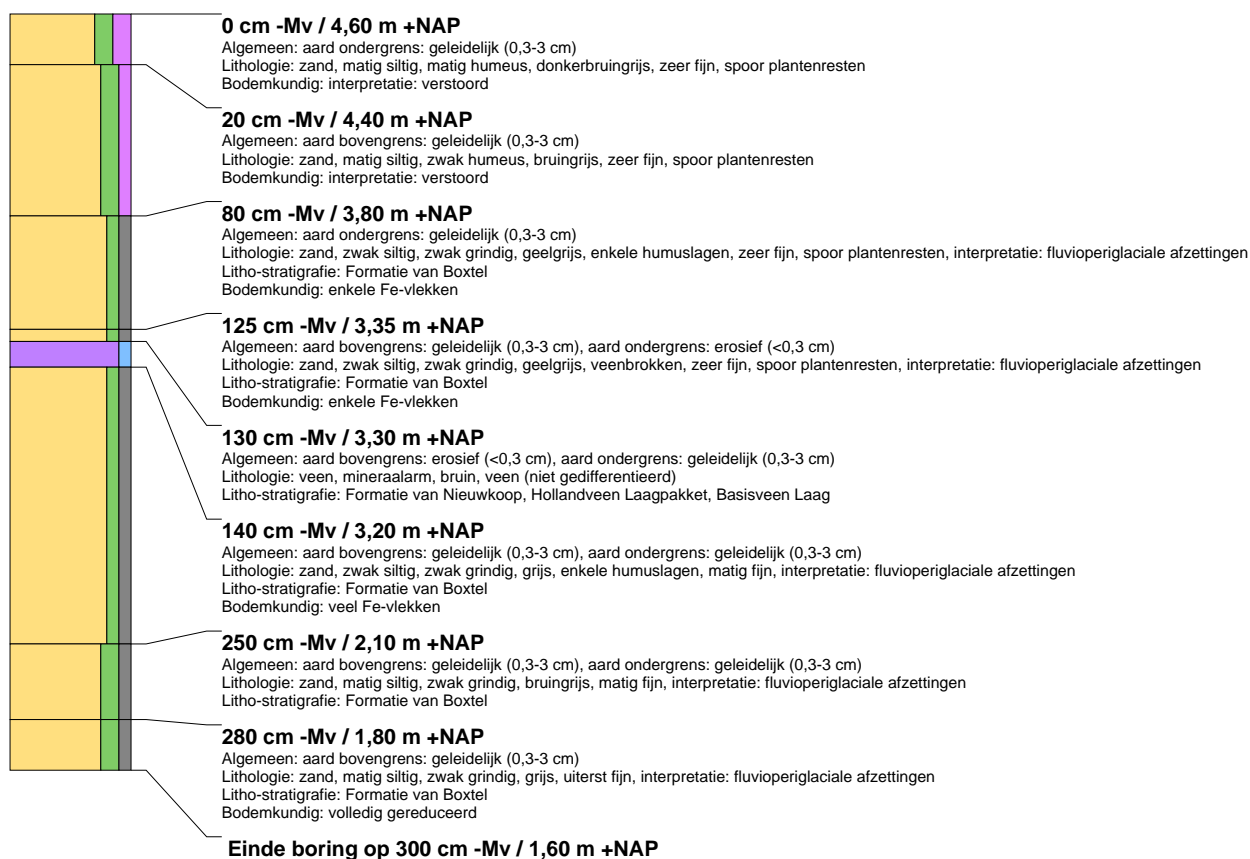 0 cm -Mv / 4,60 m +NAP
Algemeen: aard ondergrens: geleidelijk (0,3-3 cm)
Lithologie: zand, matig siltig, matig humeus, donkerbruingrijs, zeer fijn, spoor plantenresten
Bodemkundig: interpretatie: verstoord
20 cm -Mv / 4,40 m +NAP
Algemeen: aard bovengrens: geleidelijk (0,3-3 cm)
Lithologie: zand, matig siltig, zwak humeus, bruingrijs, zeer fijn, spoor plantenresten
Bodemkundig: interpretatie: verstoord
80 cm -Mv / 3,80 m +NAP
Algemeen: aard ondergrens: geleidelijk (0,3-3 cm)
Lithologie: zand, zwak siltig, zwak grindig, geelgrijs, enkele humuslagen, zeer fijn, spoor plantenresten, interpretatie: fluvioperiglaciale afzettingen
Litho-stratigrafie: Formatie van Boxtel
Bodemkundig: enkele Fe-vlekken
125 cm -Mv / 3,35 m +NAP
Algemeen: aard bovengrens: geleidelijk (0,3-3 cm), aard ondergrens: erosief (<0,3 cm)
Lithologie: zand, zwak siltig, zwak grindig, geelgrijs, veenbrokken, zeer fijn, spoor plantenresten, interpretatie: fluvioperiglaciale afzettingen
Litho-stratigrafie: Formatie van Boxtel
Bodemkundig: enkele Fe-vlekken
130 cm -Mv / 3,30 m +NAP
Algemeen: aard bovengrens: erosief (<0,3 cm), aard ondergrens: geleidelijk (0,3-3 cm)
Lithologie: veen, mineraalarm, bruin, veen (niet gedifferentieerd)
Litho-stratigrafie: Formatie van Nieuwkoop, Hollandveen Laagpakket, Basisveen Laag
140 cm -Mv / 3,20 m +NAP
Algemeen: aard bovengrens: geleidelijk (0,3-3 cm), aard ondergrens: geleidelijk (0,3-3 cm)
Lithologie: zand, zwak siltig, zwak grindig, grijs, enkele humuslagen, matig fijn, interpretatie: fluvioperiglaciale afzettingen
Litho-stratigrafie: Formatie van Boxtel
Bodemkundig: veel Fe-vlekken
250 cm -Mv / 2,10 m +NAP
Algemeen: aard bovengrens: geleidelijk (0,3-3 cm), aard ondergrens: geleidelijk (0,3-3 cm)
Lithologie: zand, matig siltig, zwak grindig, bruingrijs, matig fijn, interpretatie: fluvioperiglaciale afzettingen
Litho-stratigrafie: Formatie van Boxtel
280 cm -Mv / 1,80 m +NAP
Algemeen: aard bovengrens: geleidelijk (0,3-3 cm)
Lithologie: zand, matig siltig, zwak grindig, grijs, uiterst fijn, interpretatie: fluvioperiglaciale afzettingen
Litho-stratigrafie: Formatie van Boxtel
Bodemkundig: volledig gereduceerd
Einde boring op 300 cm -Mv / 1,60 m +NAP